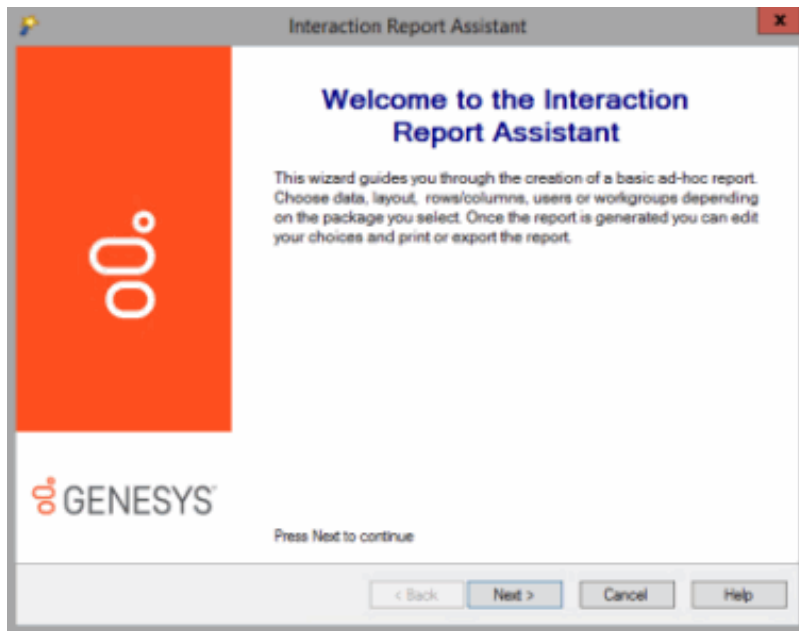 Interaction Report Assistant
x
Welcome to the Interaction
Report Assistant
This wizard guides you through the creation of a basic ad-hoc report.
Choose data, layout, rows/columns, users or workgroups depending
on the package you select. Once the report is generated you can edit
your choices and print or export the report.
GENESYS
Press Next to continue
< Back
Next >
Cancel
Help